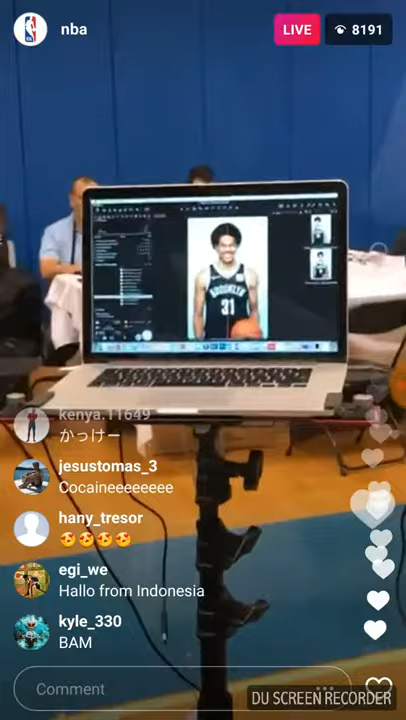 nba
LIVE
8191
BROOKLYN
31
kenya.11649
かっけー
jesustomas_3
Cocaineeeeeeee
hany_tresor
egi_we
Hallo from Indonesia
kyle_330
BAM
Comment
DU SCREEN RECORDER